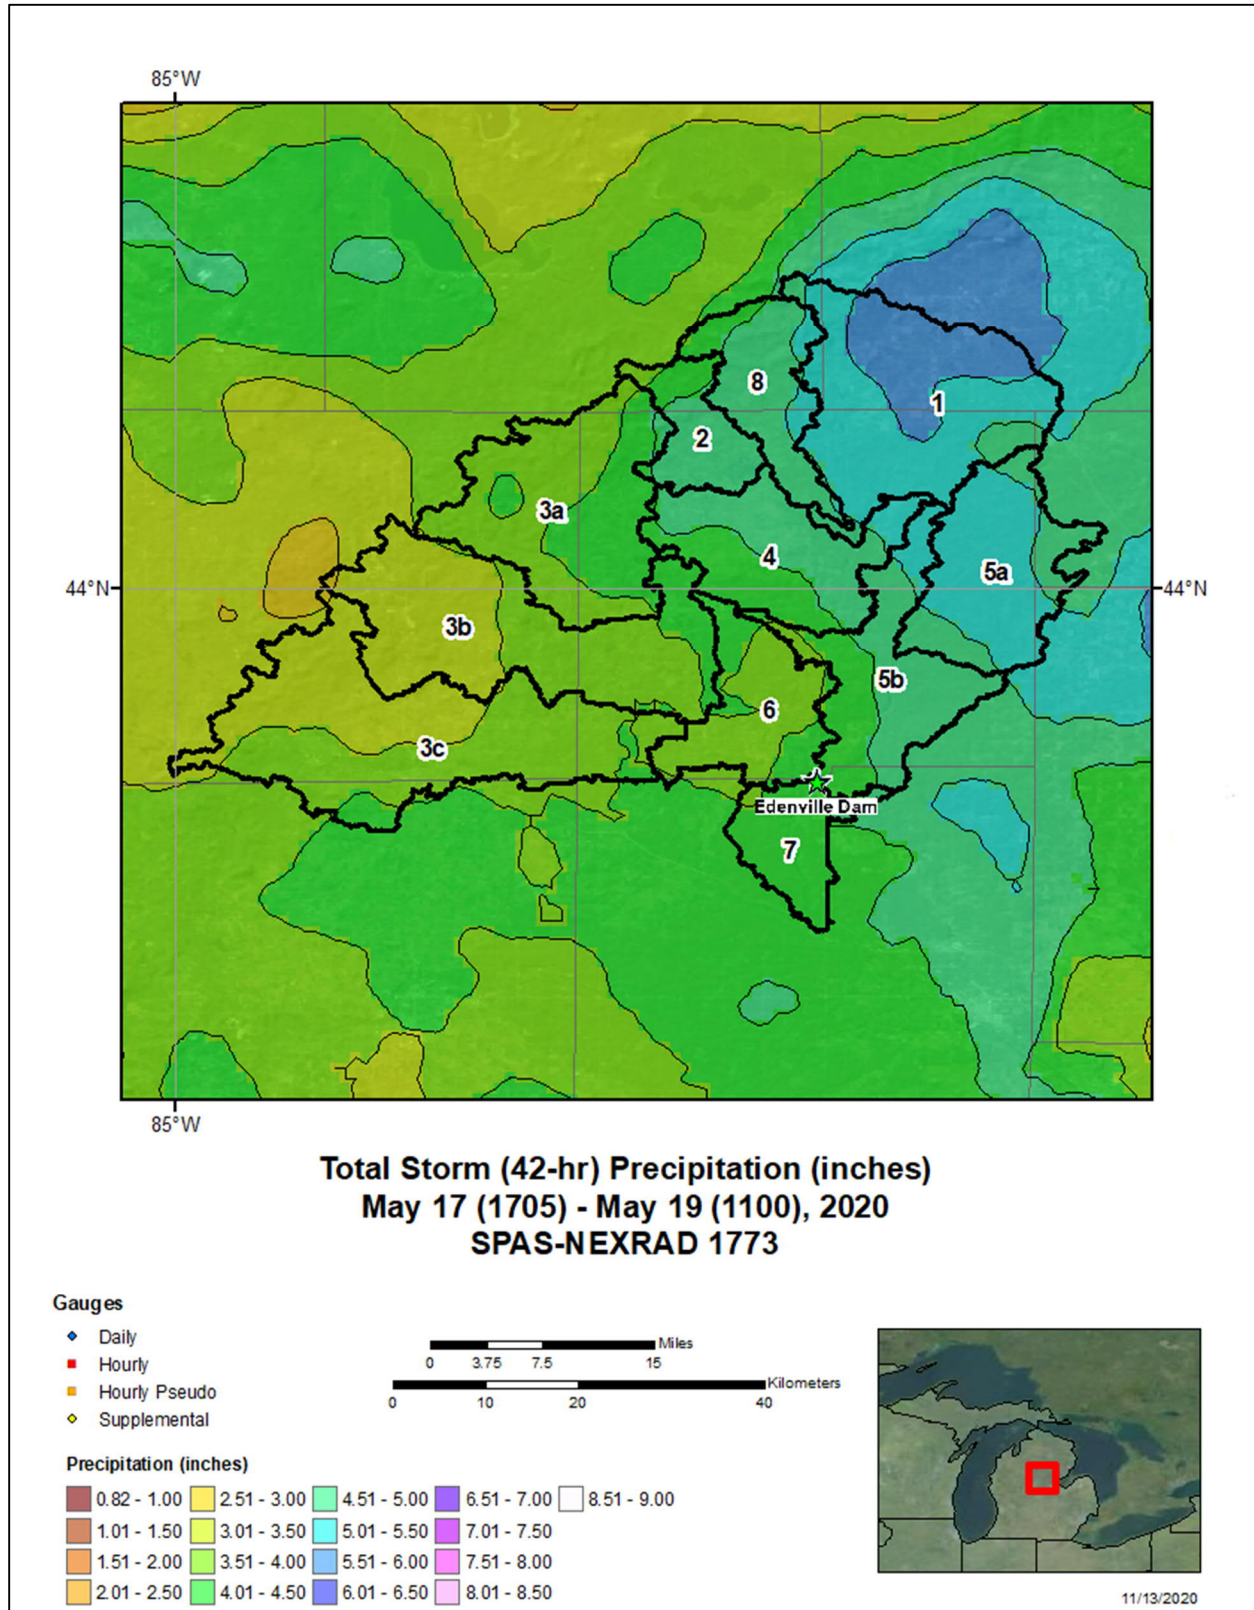 85°W
8
1
2
3a
4
5a
44°N
44°N
3b
5b
6
3c
Edenville Dam
7
85°W
Total Storm (42-hr) Precipitation (inches)
May 17 (1705) - May 19 (1100), 2020
SPAS-NEXRAD 1773
Gauges
Daily
Hourly
Hourly Pseudo
Supplemental
Miles
0 3.75 7.5 15
Kilometers
0 10 20 40
Precipitation (inches)
0.82 - 1.00 2.51 - 3.00 4.51 - 5.00 6.51 - 7.00 8.51 - 9.00
1.01 - 1.50 3.01 - 3.50 5.01 - 5.50 7.01 - 7.50
1.51 - 2.00 3.51 - 4.00 5.51 - 6.00 7.51 - 8.00
2.01 - 2.50 4.01 - 4.50 6.01 - 6.50 8.01 - 8.50
11/13/2020